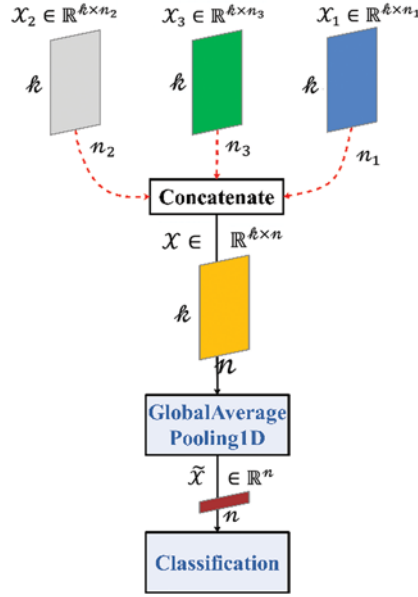 𝒳₂ ∈ ℝ^{𝓀×n₂} 𝒳₃ ∈ ℝ^{𝓀×n₃} 𝒳₁ ∈ ℝ^{𝓀×n₁}
𝓀 𝓀 𝓀
n₂ n₃ n₁
Concatenate
𝒳 ∈ ℝ^{𝓀×n}
𝓀
n
GlobalAverage
Pooling1D
𝒳̃ ∈ ℝⁿ
n
Classification